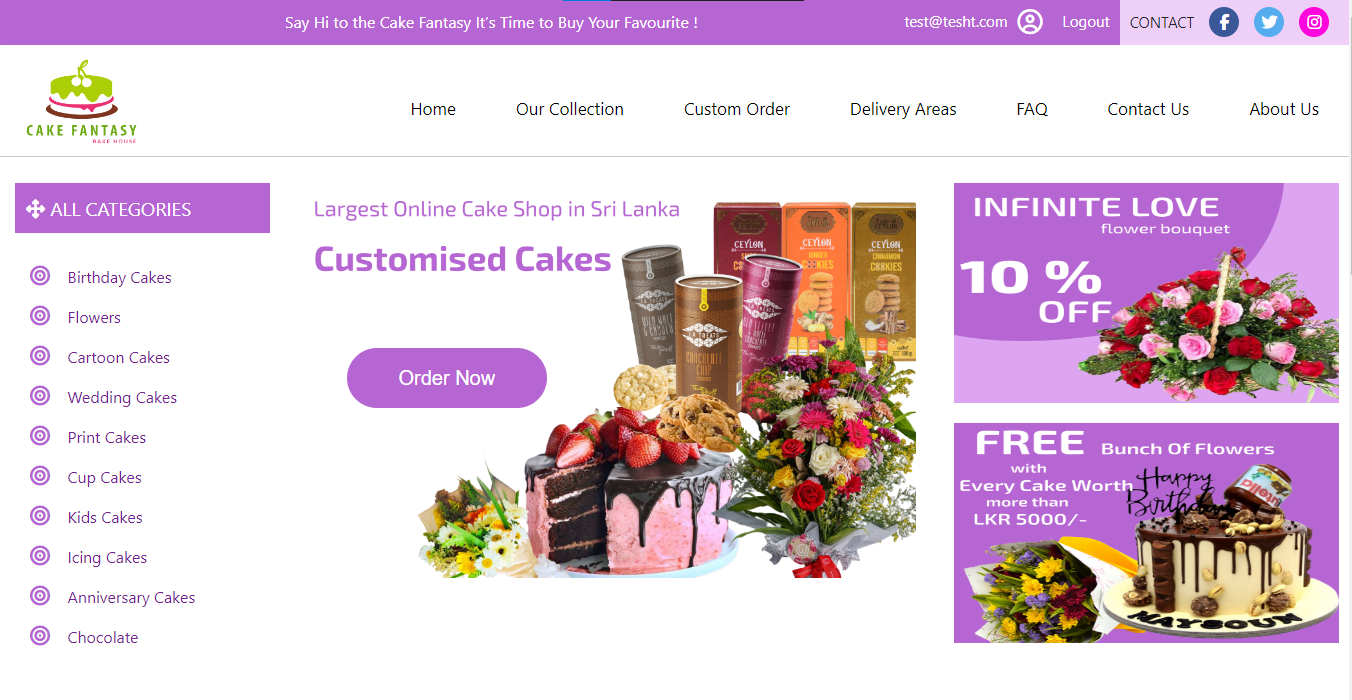 Say Hi to the Cake Fantasy It's Time to Buy Your Favourite !
test@tesht.com
Logout
CONTACT
CAKE FANTASY
BAKE HOUSE
Home
Our Collection
Custom Order
Delivery Areas
FAQ
Contact Us
About Us
ALL CATEGORIES
Birthday Cakes
Flowers
Cartoon Cakes
Wedding Cakes
Print Cakes
Cup Cakes
Kids Cakes
Icing Cakes
Anniversary Cakes
Chocolate
Largest Online Cake Shop in Sri Lanka
Customised Cakes
Order Now
CEYLON
CEYLON
GINGER
COOKIES
CEYLON
CINNAMON
COOKIES
CHOCOLATE
CHIP
120g
INFINITE LOVE
flower bouquet
10 %
OFF
FREE Bunch Of Flowers
with
Every Cake Worth
more than
LKR 5000/-
Happy
Birthday
nutella
MAYSOUN